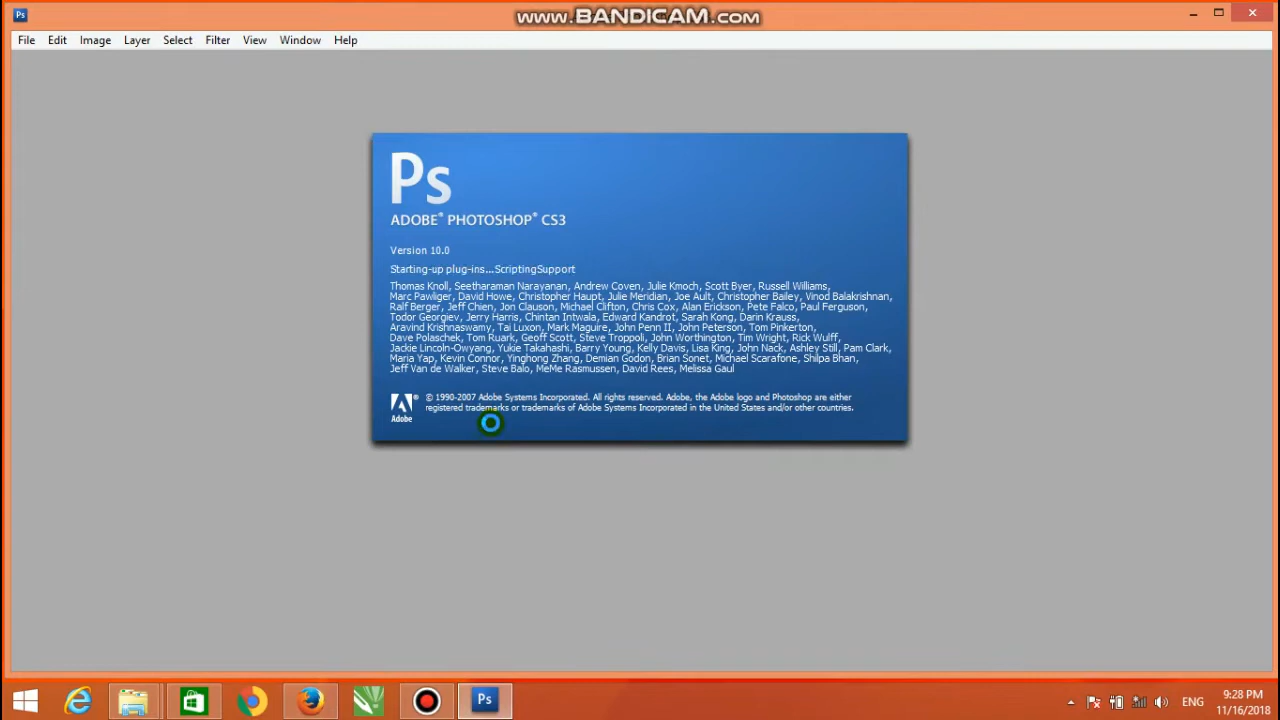 Ps
www.BANDICAM.com
File Edit Image Layer Select Filter View Window Help
Ps
ADOBE® PHOTOSHOP® CS3
Version 10.0
Starting-up plug-ins...ScriptingSupport
Thomas Knoll, Seetharaman Narayanan, Andrew Coven, Julie Kmoch, Scott Byer, Russell Williams,
Marc Pawliger, David Howe, Christopher Haupt, Julie Meridian, Joe Ault, Christopher Bailey, Vinod Balakrishnan,
Ralf Berger, Jeff Chien, Jon Clauson, Michael Clifton, Chris Cox, Alan Erickson, Pete Falco, Paul Ferguson,
Todor Georgiev, Jerry Harris, Chintan Intwala, Edward Kandrot, Sarah Kong, Darin Krauss,
Aravind Krishnaswamy, Tai Luxon, Mark Maguire, John Penn II, John Peterson, Tom Pinkerton,
Dave Polaschek, Tom Ruark, Geoff Scott, Steve Troppoli, John Worthington, Tim Wright, Rick Wulff,
Jackie Lincoln-Owyang, Yukie Takahashi, Barry Young, Kelly Davis, Lisa King, John Nack, Ashley Still, Pam Clark,
Maria Yap, Kevin Connor, Yinghong Zhang, Demian Godon, Brian Sonet, Michael Scarafone, Shilpa Bhan,
Jeff Van de Walker, Steve Balo, MeMe Rasmussen, David Rees, Melissa Gaul
© 1990-2007 Adobe Systems Incorporated. All rights reserved. Adobe, the Adobe logo and Photoshop are either
registered trademarks or trademarks of Adobe Systems Incorporated in the United States and/or other countries.
Adobe
Ps
ENG
9:28 PM
11/16/2018